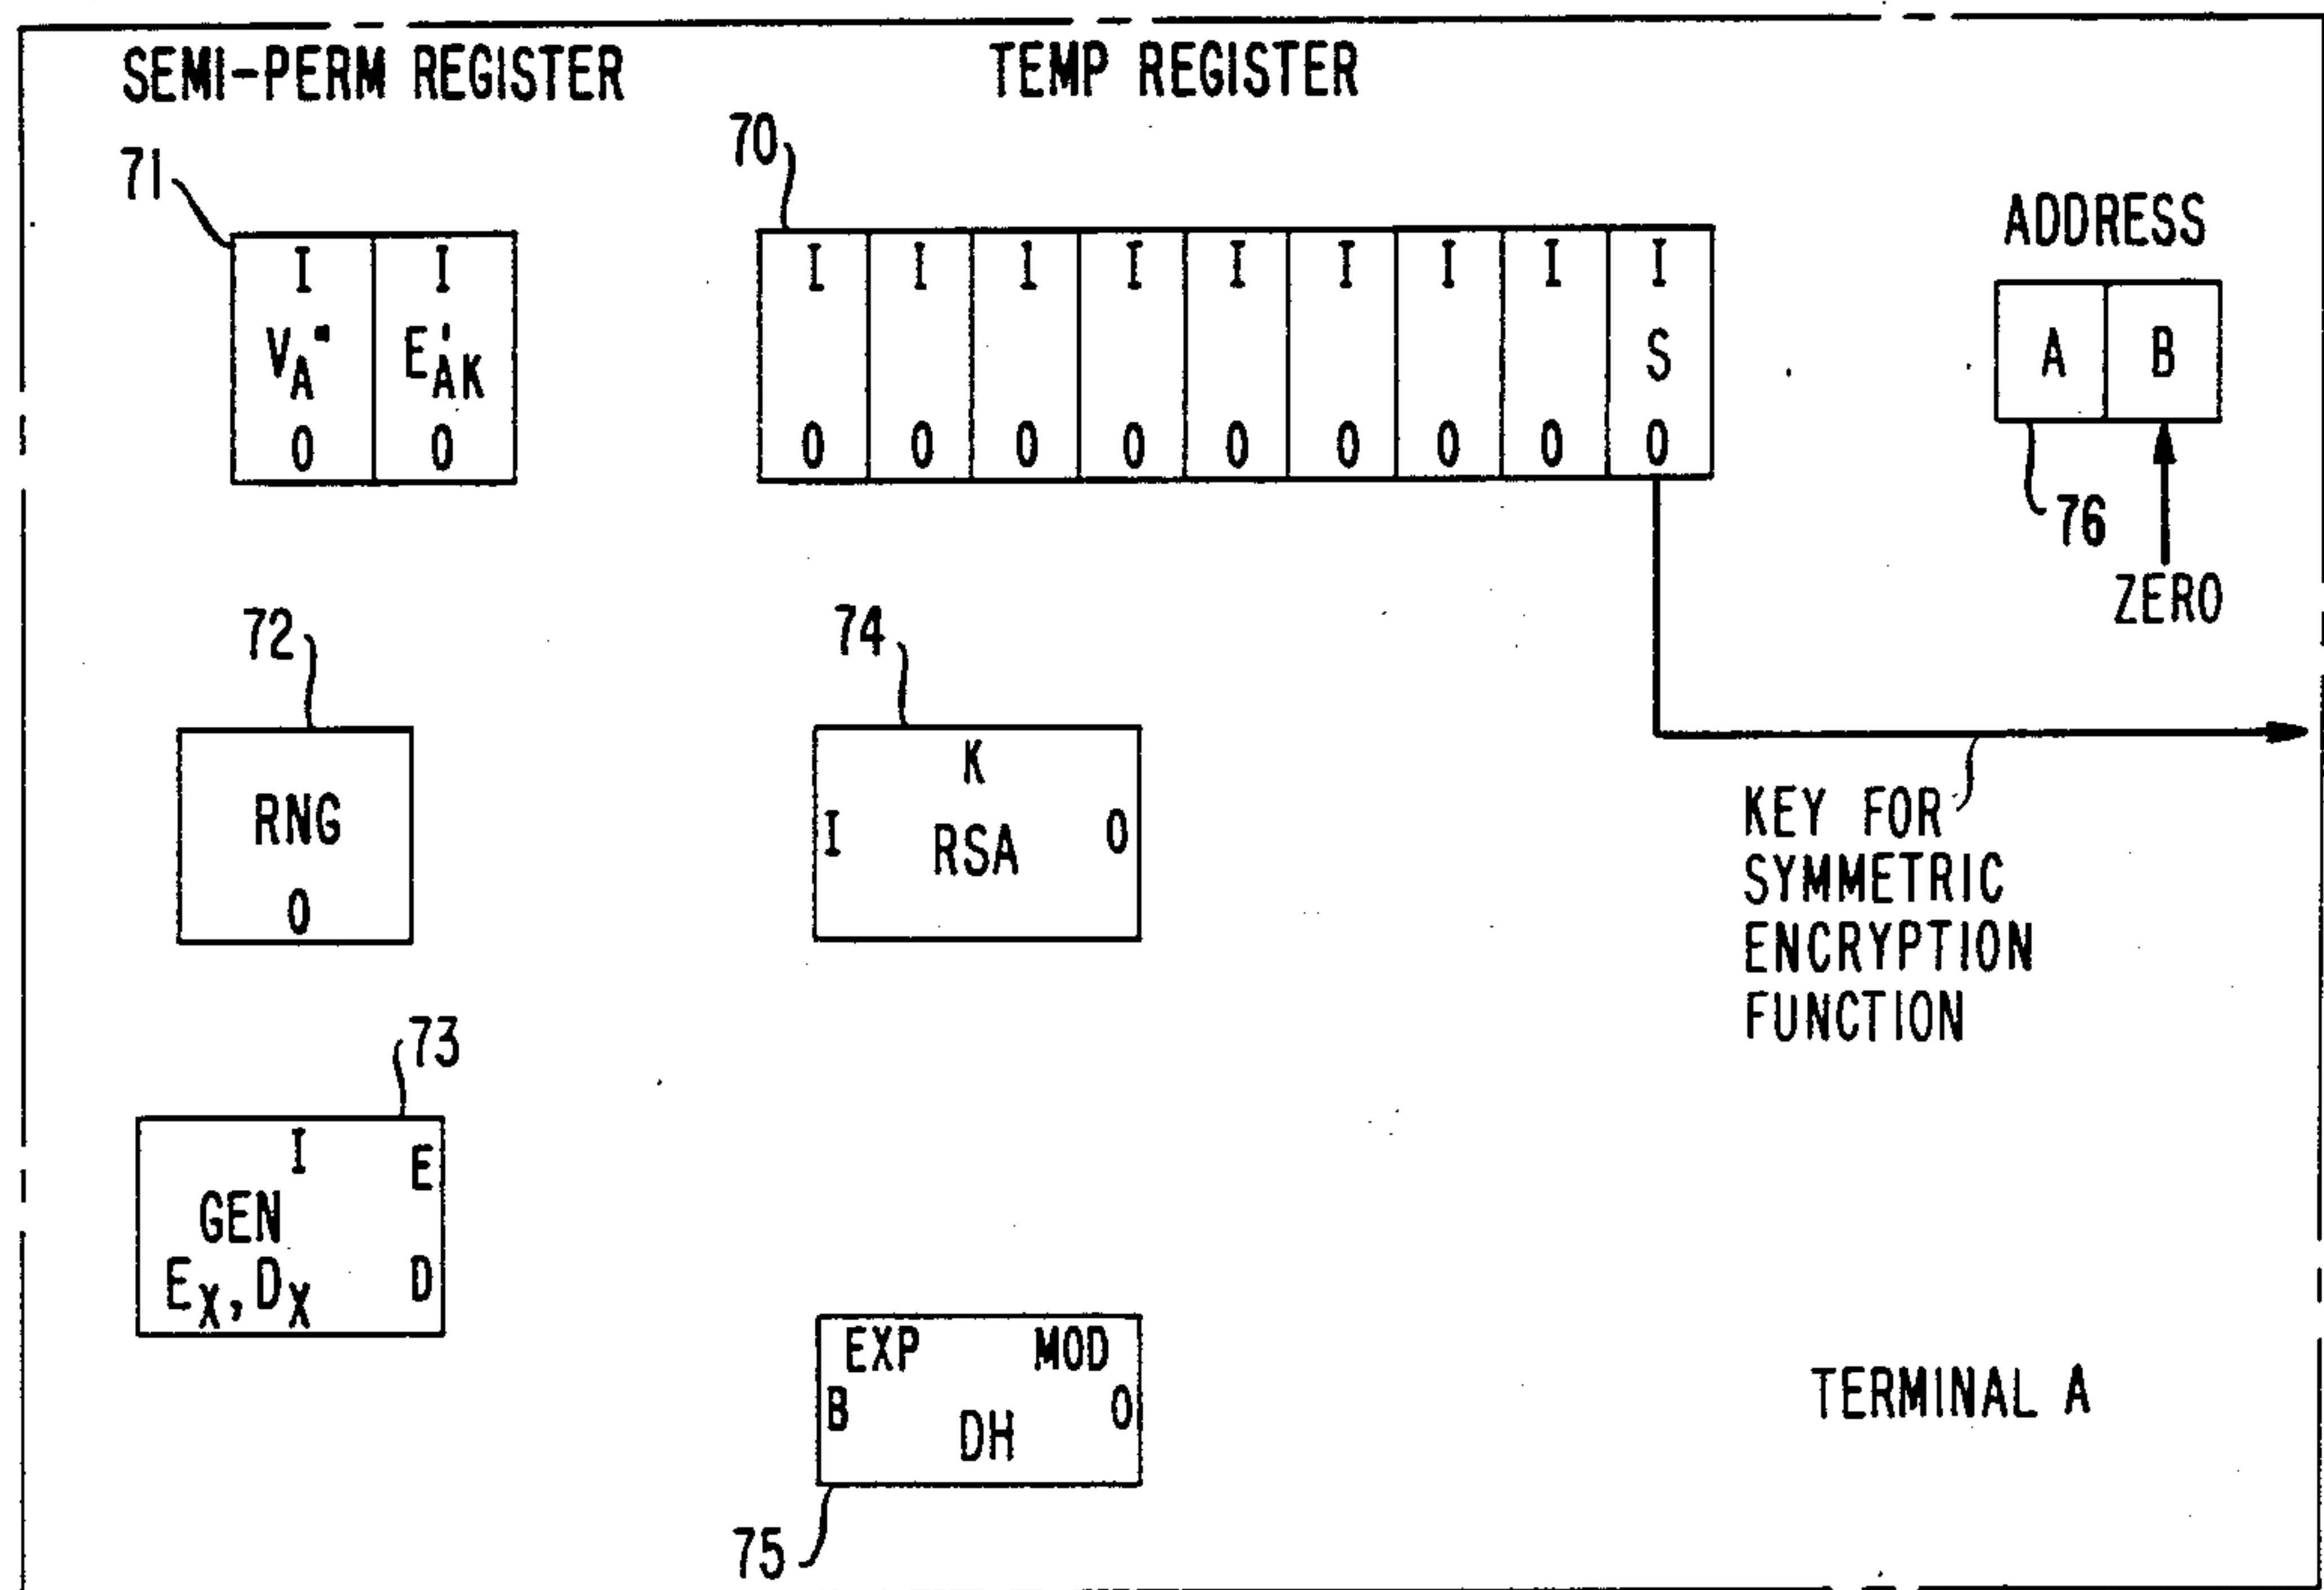 SEMI-PERM REGISTER
TEMP REGISTER
71
70
ADDRESS
I I
V_A" E'_AK
0 0
I I 1 I I I I I I
S
0 0 0 0 0 0 0 0 0
A B
76
ZERO
72
RNG
0
74
K
I RSA 0
KEY FOR
SYMMETRIC
ENCRYPTION
FUNCTION
73
I E
GEN
E_X, D_X D
EXP MOD
B DH 0
75
TERMINAL A